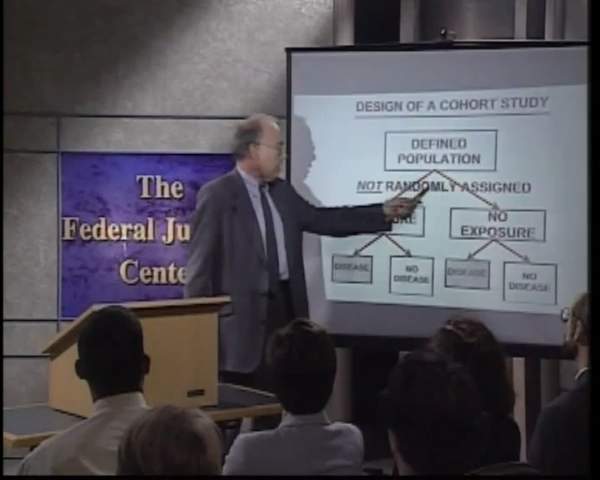 The
Federal Ju
Cente
DESIGN OF A COHORT STUDY
DEFINED
POPULATION
NOT RANDOMLY ASSIGNED
URE
NO
EXPOSURE
DISEASE
NO
DISEASE
DISEASE
NO
DISEASE